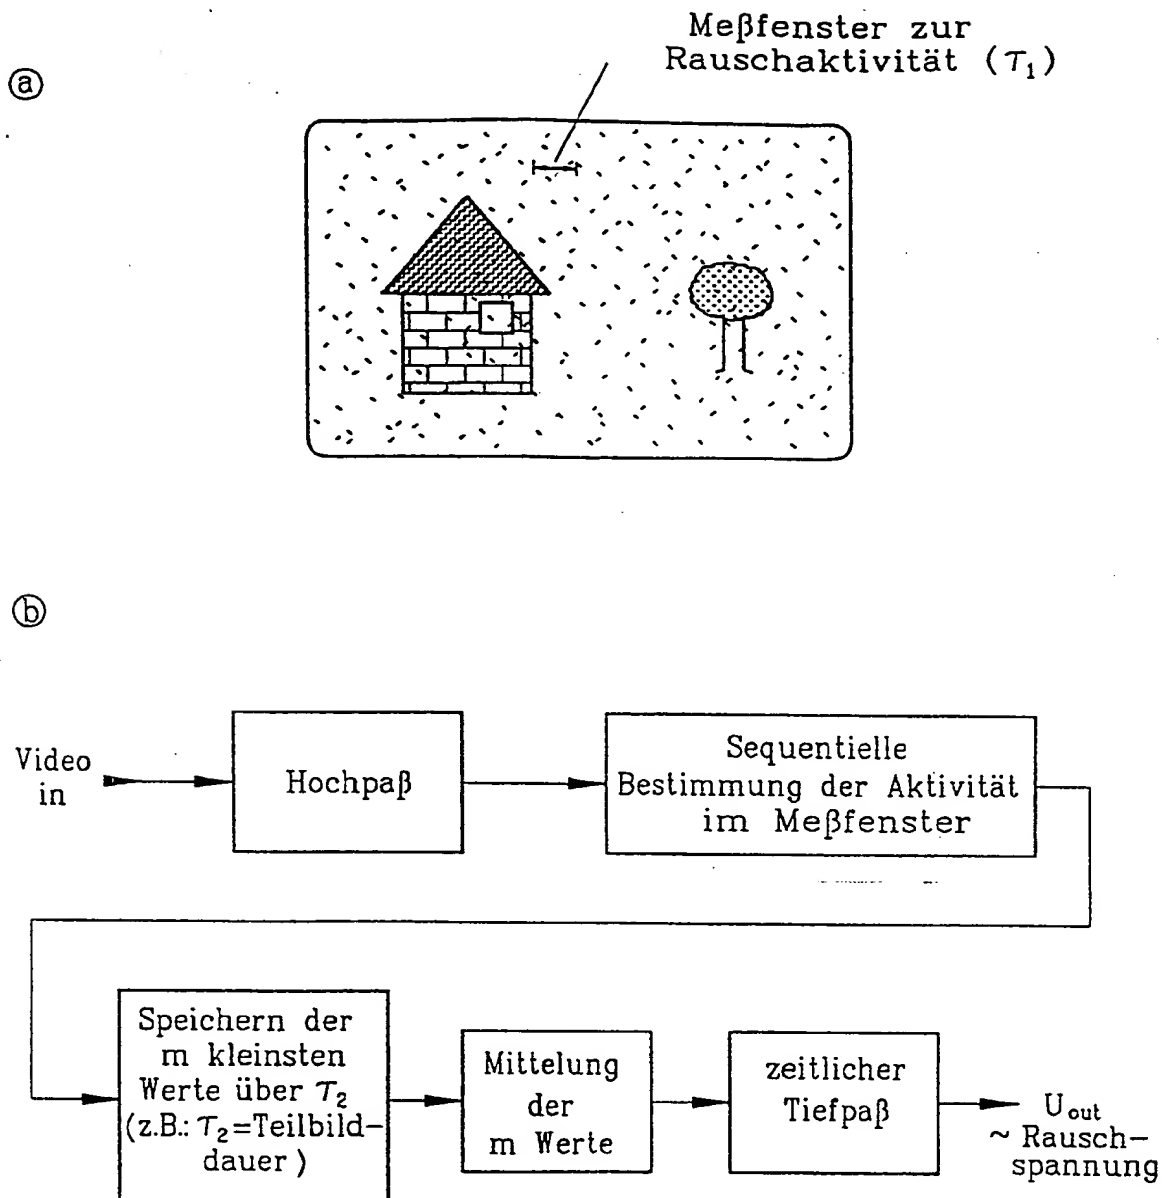 Meßfenster zur
Rauschaktivität (τ₁)
ⓐ
ⓑ
Video
in
Hochpaß
Sequentielle
Bestimmung der Aktivität
im Meßfenster
Speichern der
m kleinsten
Werte über τ₂
(z.B.: τ₂=Teilbild-
dauer)
Mittelung
der
m Werte
zeitlicher
Tiefpaß
Uout
~ Rausch-
spannung